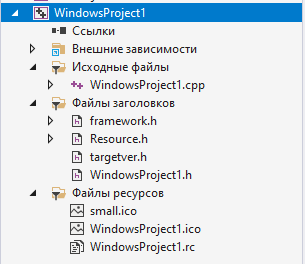 WindowsProject1
Ссылки
Внешние зависимости
Исходные файлы
WindowsProject1.cpp
Файлы заголовков
framework.h
Resource.h
targetver.h
WindowsProject1.h
Файлы ресурсов
small.ico
WindowsProject1.ico
WindowsProject1.rc